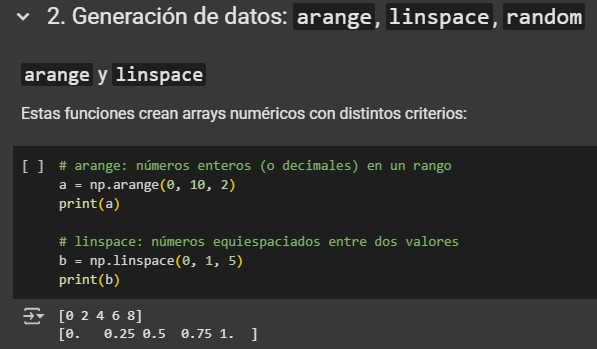 2. Generación de datos: arange, linspace, random
arange y linspace
Estas funciones crean arrays numéricos con distintos criterios:
[ ] # arange: números enteros (o decimales) en un rango
a = np.arange(0, 10, 2)
print(a)
# linspace: números equiespaciados entre dos valores
b = np.linspace(0, 1, 5)
print(b)
[0 2 4 6 8]
[0.   0.25 0.5  0.75 1.  ]